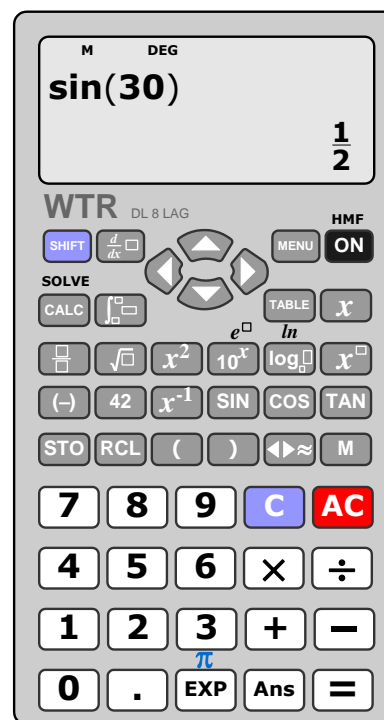 M DEG
sin(30)
1
2
WTR DL 8 LAG
HMF
SHIFT d/dx □ MENU ON
SOLVE
CALC ∫□ □ □ TABLE x
e□ ln
□/□ √□ x² 10ˣ log□ □ x□
(–) 42 x⁻¹ SIN COS TAN
STO RCL ( ) ◀▶≈ M
7 8 9 C AC
4 5 6 × ÷
1 2 3 + −
π
0 . EXP Ans =